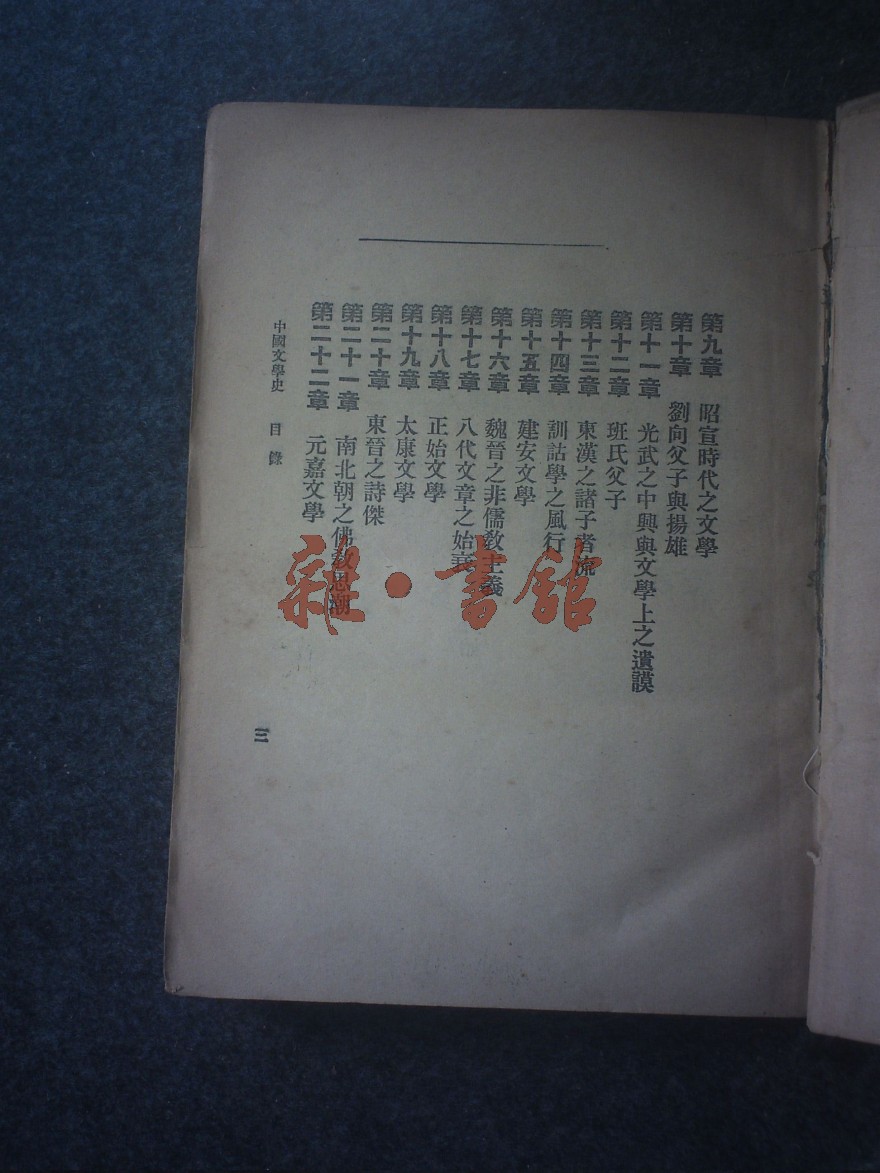 第九章 昭宣時代之文學
第十章 劉向父子與揚雄
第十一章 光武之中興與文學上之遺謨
第十二章 班氏父子
第十三章 東漢之諸子者流
第十四章 訓詁學之風行
第十五章 建安文學
第十六章 魏晉之非儒敎主義
第十七章 八代文章之始衰
第十八章 正始文學
第十九章 太康文學
第二十章 東晉之詩傑
第二十一章 南北朝之佛敎思潮
第二十二章 元嘉文學
中國文學史 目錄
三
雜·書館